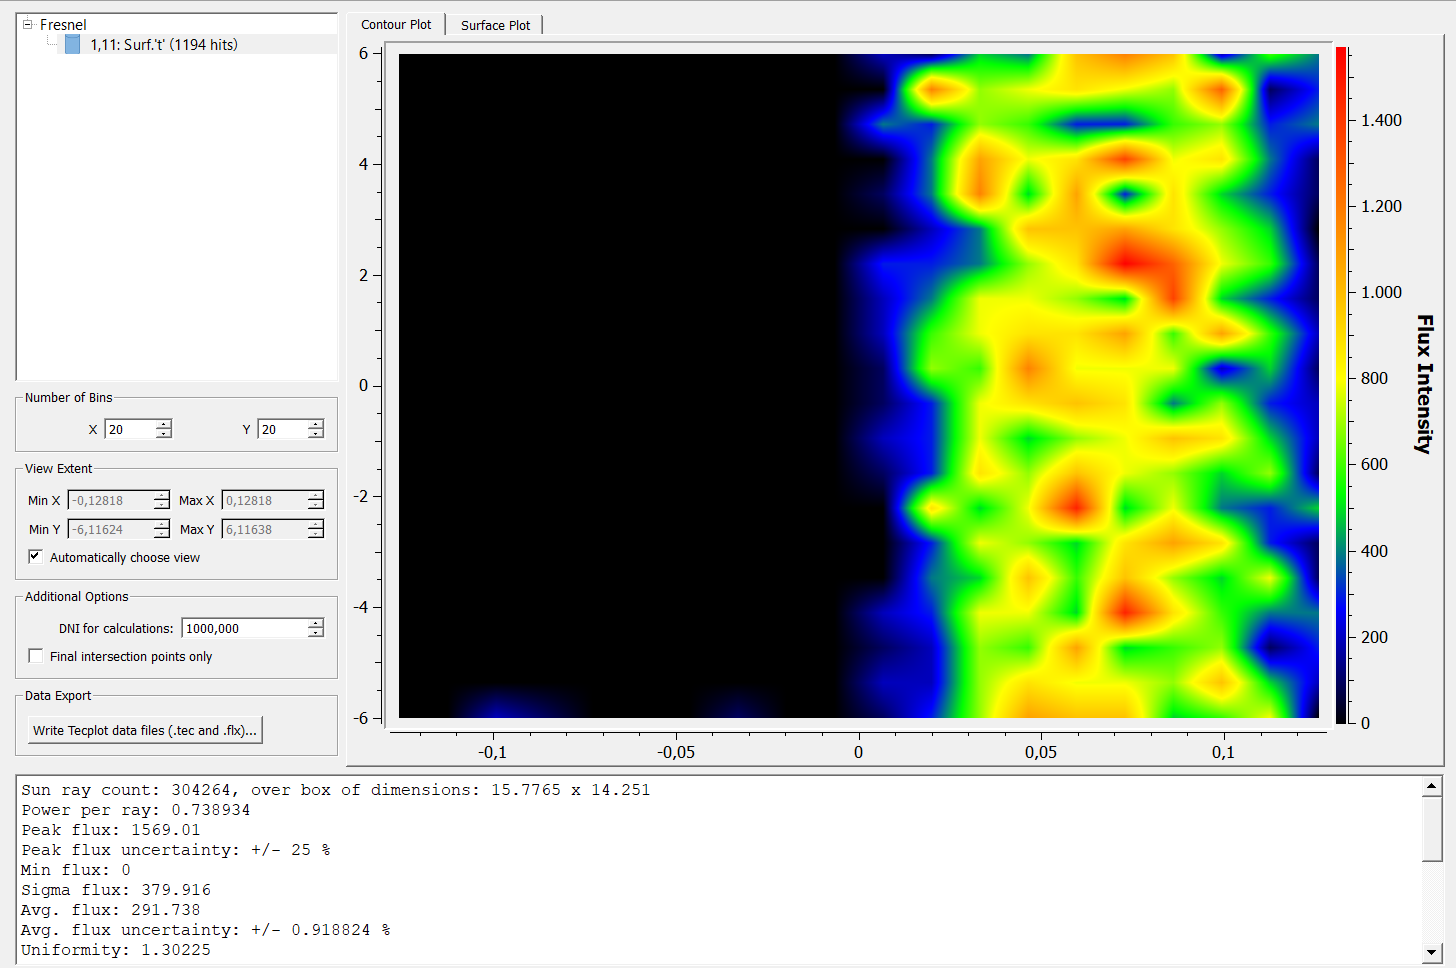 Fresnel
1,11: Surf.'t' (1194 hits)
Number of Bins
X 20 Y 20
View Extent
Min X -0,12818 Max X 0,12818
Min Y -6,11624 Max Y 6,11638
Automatically choose view
Additional Options
DNI for calculations: 1000,000
Final intersection points only
Data Export
Write Tecplot data files (.tec and .flx)...
Contour Plot Surface Plot
6
4
2
0
-2
-4
-6
-0,1 -0,05 0 0,05 0,1
1.400
1.200
1.000
800
600
400
200
0
Flux Intensity
Sun ray count: 304264, over box of dimensions: 15.7765 x 14.251
Power per ray: 0.738934
Peak flux: 1569.01
Peak flux uncertainty: +/- 25 %
Min flux: 0
Sigma flux: 379.916
Avg. flux: 291.738
Avg. flux uncertainty: +/- 0.918824 %
Uniformity: 1.30225